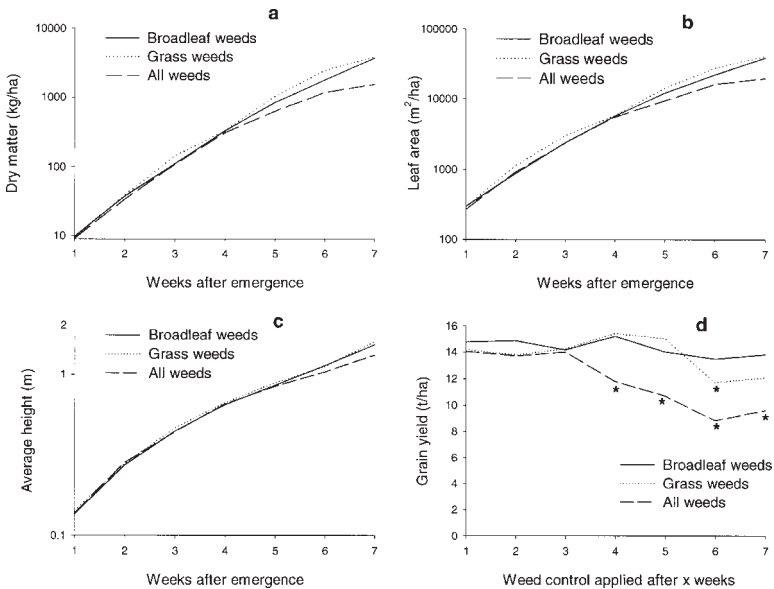 a
10000
1000
100
10
Dry matter (kg/ha)
Broadleaf weeds
Grass weeds
All weeds
1 2 3 4 5 6 7
Weeks after emergence
b
100000
10000
1000
100
Leaf area (m²/ha)
Broadleaf weeds
Grass weeds
All weeds
1 2 3 4 5 6 7
Weeks after emergence
c
2
1
0.1
Average height (m)
Broadleaf weeds
Grass weeds
All weeds
1 2 3 4 5 6 7
Weeks after emergence
d
16
14
12
10
8
6
4
2
0
Grain yield (t/ha)
* * * * *
Broadleaf weeds
Grass weeds
All weeds
1 2 3 4 5 6 7
Weed control applied after x weeks